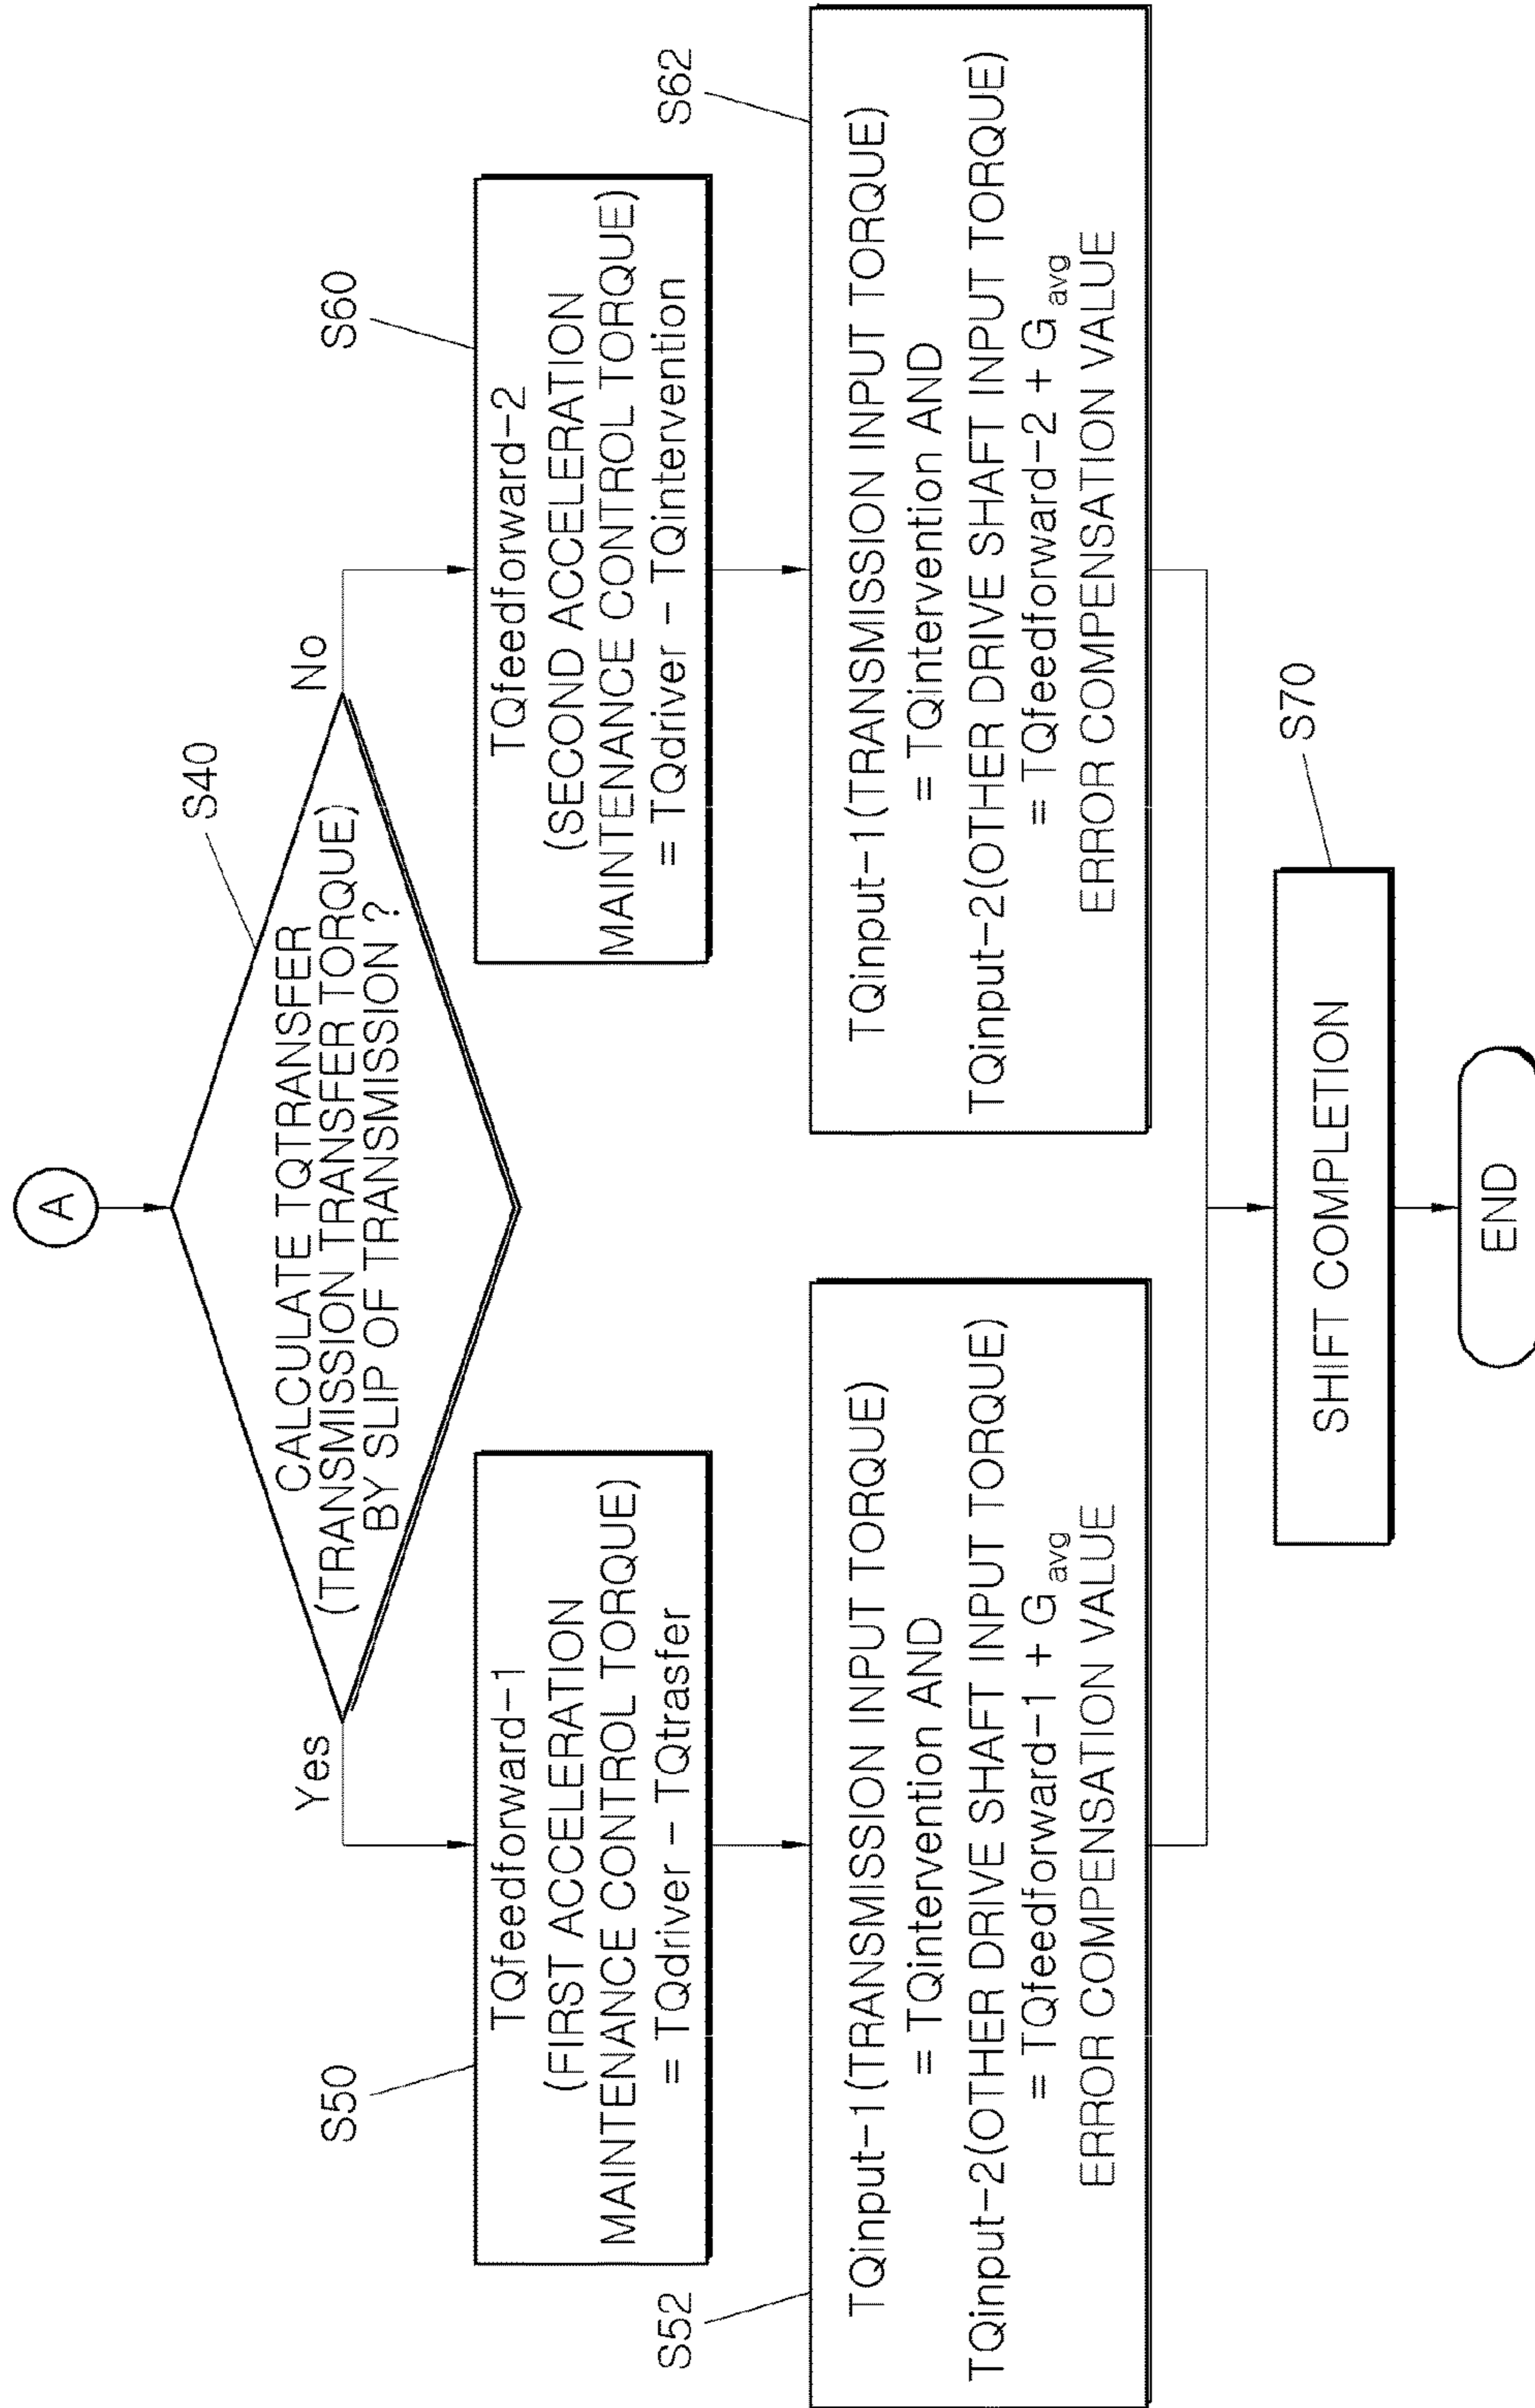 A
S40
CALCULATE TQTRANSFER
(TRANSMISSION TRANSFER TORQUE)
BY SLIP OF TRANSMISSION ?
Yes
No
S50
TQfeedforward-1
(FIRST ACCELERATION
MAINTENANCE CONTROL TORQUE)
= TQdriver - TQtrasfer
S60
TQfeedforward-2
(SECOND ACCELERATION
MAINTENANCE CONTROL TORQUE)
= TQdriver - TQintervention
S52
TQinput-1(TRANSMISSION INPUT TORQUE)
= TQintervention AND
TQinput-2(OTHER DRIVE SHAFT INPUT TORQUE)
= TQfeedforward-1 + Gavg
ERROR COMPENSATION VALUE
S62
TQinput-1(TRANSMISSION INPUT TORQUE)
= TQintervention AND
TQinput-2(OTHER DRIVE SHAFT INPUT TORQUE)
= TQfeedforward-2 + Gavg
ERROR COMPENSATION VALUE
S70
SHIFT COMPLETION
END